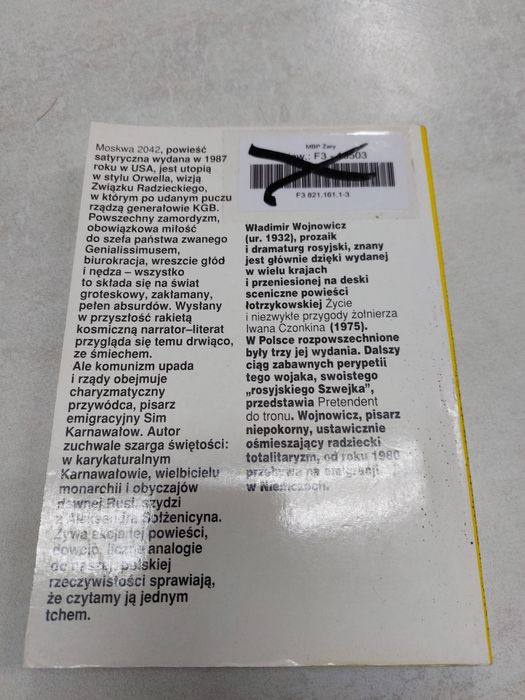 Moskwa 2042, powieść
satyryczna wydana w 1987
roku w USA, jest utopią
w stylu Orwella, wizją
Związku Radzieckiego,
w którym po udanym puczu
rządzą generałowie KGB.
Powszechny zamordyzm,
obowiązkowa miłość
do szefa państwa zwanego
Genialissimusem,
biurokracja, wreszcie głód
i nędza – wszystko
to składa się na świat
groteskowy, zakłamany,
pełen absurdów. Wysłany
w przyszłość rakietą
kosmiczną narrator–literat
przygląda się temu drwiąco,
ze śmiechem.
Ale komunizm upada
i rządy obejmuje
charyzmatyczny
przywódca, pisarz
emigracyjny Sim
Karnawałow. Autor
zuchwale szarga świętości:
w karykaturalnym
Karnawałowie, wielbicielu
monarchii i obyczajów
dawnej Rusi, szydzi
z Aleksandra Sołżenicyna.
Żywa akcja tej powieści,
dowcip, liczne analogie
do naszej polskiej
rzeczywistości sprawiają,
że czytamy ją jednym
tchem.
MBP Żary
F3 -
F3.821.161.1-3
Władimir Wojnowicz
(ur. 1932), prozaik
i dramaturg rosyjski, znany
jest głównie dzięki wydanej
w wielu krajach
i przeniesionej na deski
sceniczne powieści
łotrzykowskiej Życie
i niezwykłe przygody żołnierza
Iwana Czonkina (1975).
W Polsce rozpowszechnione
były trzy jej wydania. Dalszy
ciąg zabawnych perypetii
tego wojaka, swoistego
„rosyjskiego Szwejka”,
przedstawia Pretendent
do tronu. Wojnowicz, pisarz
niepokorny, ustawicznie
ośmieszający radziecki
totalitaryzm, od roku 1980
przebywa na emigracji
w Niemczech.